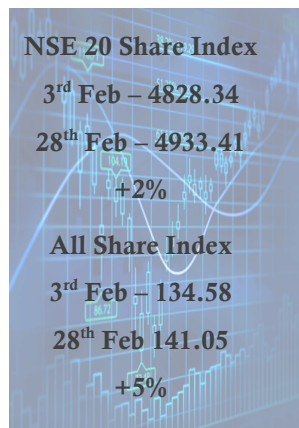 NSE 20 Share Index
3rd Feb – 4828.34
28th Feb – 4933.41
+2%
All Share Index
3rd Feb – 134.58
28th Feb 141.05
+5%